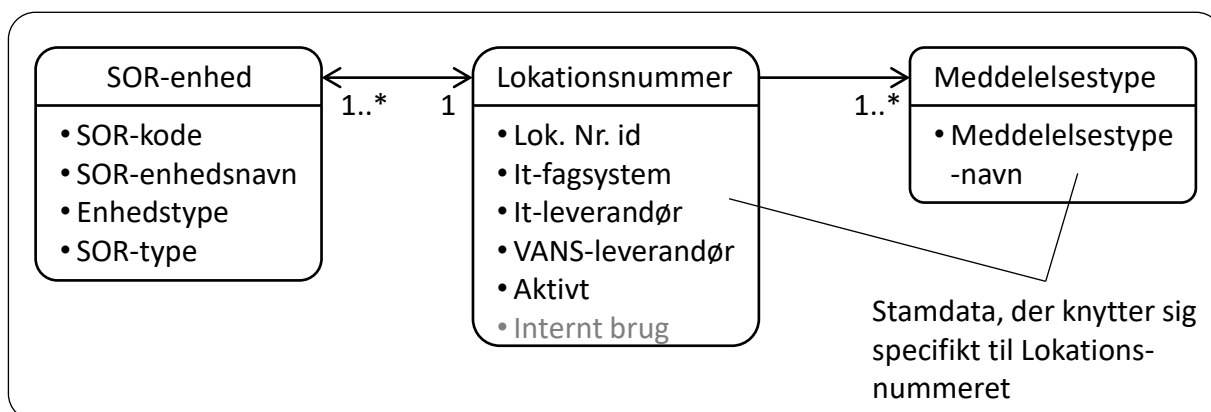 SOR-enhed
• SOR-kode
• SOR-enhedsnavn
• Enhedstype
• SOR-type
1..*
1
Lokationsnummer
• Lok. Nr. id
• It-fagsystem
• It-leverandør
• VANS-leverandør
• Aktivt
• Internt brug
1..*
Meddelelsestype
• Meddelelsestype
-navn
Stamdata, der knytter sig
specifikt til Lokations-
nummeret